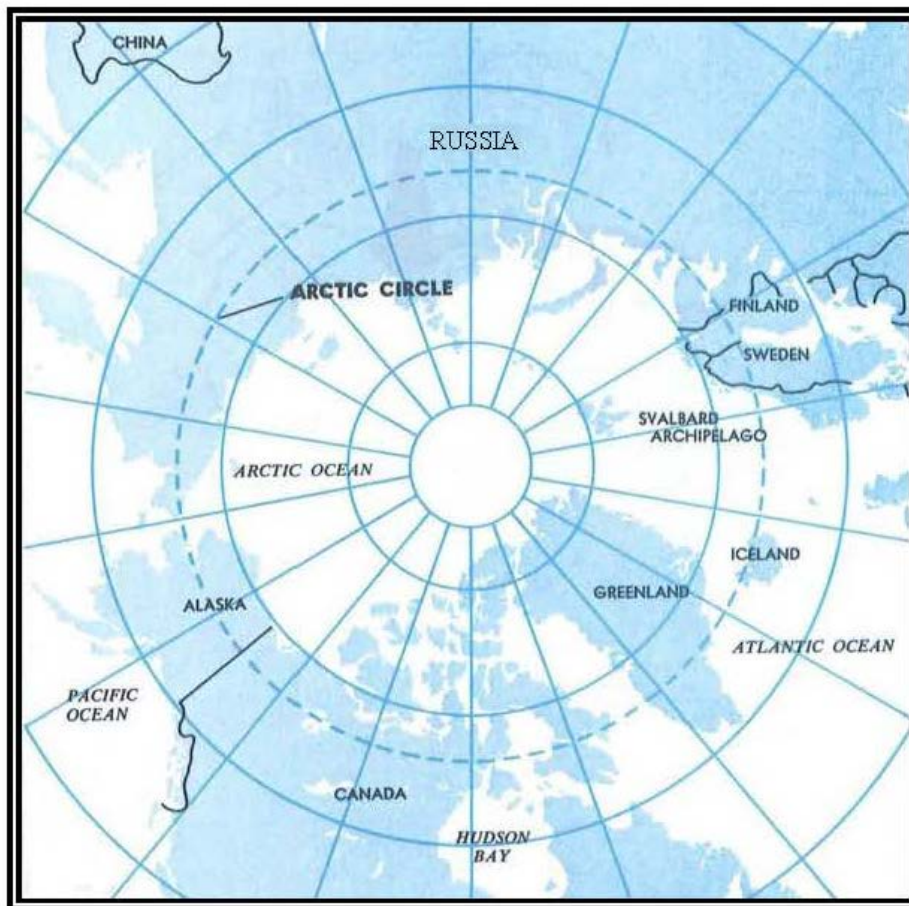 CHINA
RUSSIA
ARCTIC CIRCLE
FINLAND
SWEDEN
SVALBARD
ARCHIPELAGO
ARCTIC OCEAN
ICELAND
GREENLAND
ALASKA
ATLANTIC OCEAN
PACIFIC
OCEAN
CANADA
HUDSON
BAY